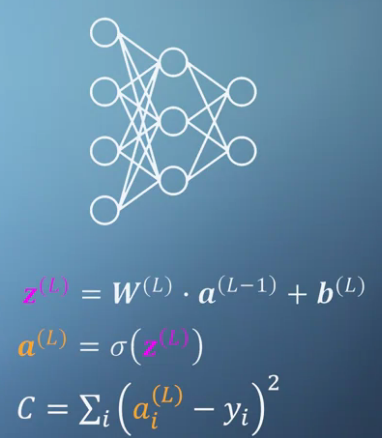 z^(L) = W^(L) · a^(L−1) + b^(L)
a^(L) = σ(z^(L))
C = Σ_i (a_i^(L) − y_i)^2